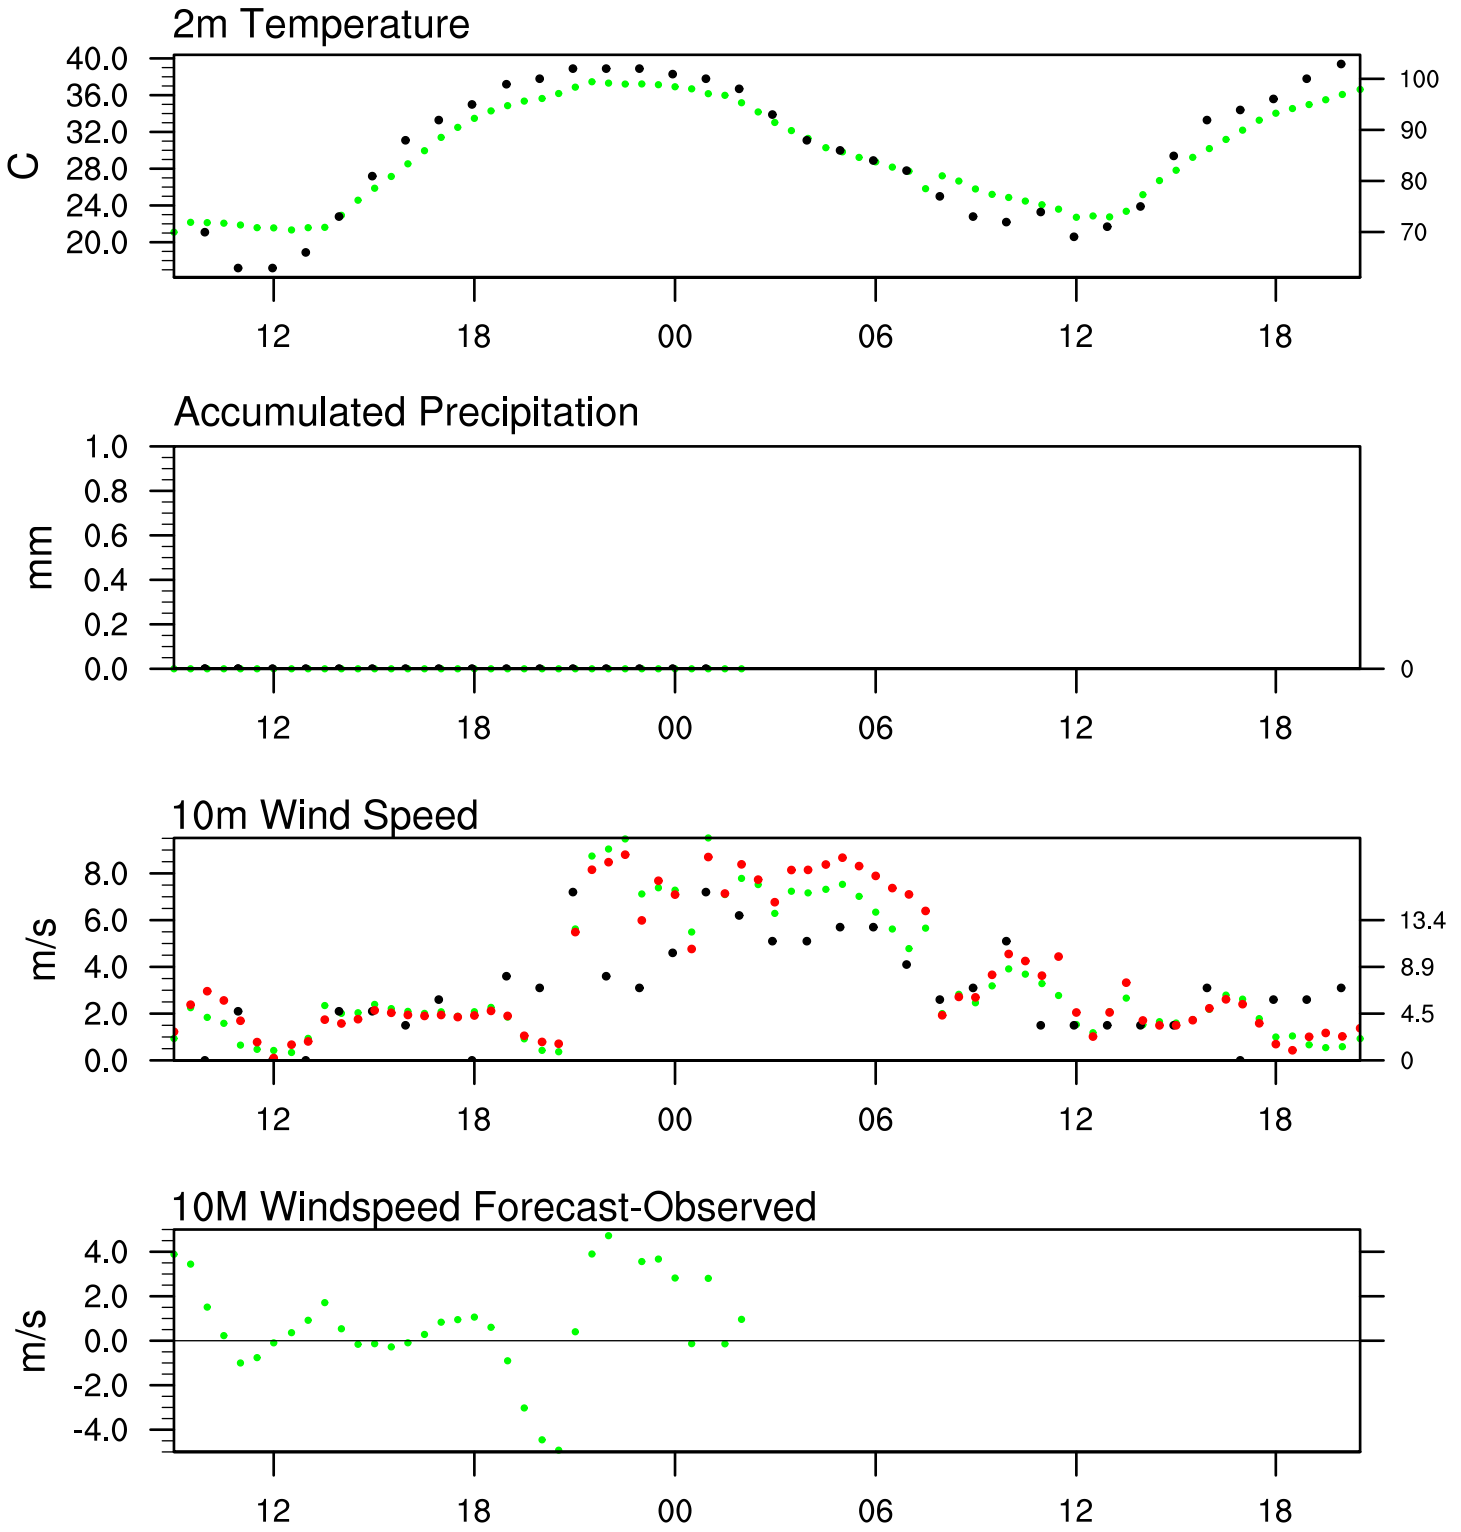 2m Temperature
40.0
36.0
32.0
28.0
24.0
20.0
C
100
90
80
70
12 18 00 06 12 18
Accumulated Precipitation
1.0
0.8
0.6
0.4
0.2
0.0
mm
0
12 18 00 06 12 18
10m Wind Speed
8.0
6.0
4.0
2.0
0.0
m/s
13.4
8.9
4.5
0
12 18 00 06 12 18
10M Windspeed Forecast-Observed
4.0
2.0
0.0
-2.0
-4.0
m/s
12 18 00 06 12 18